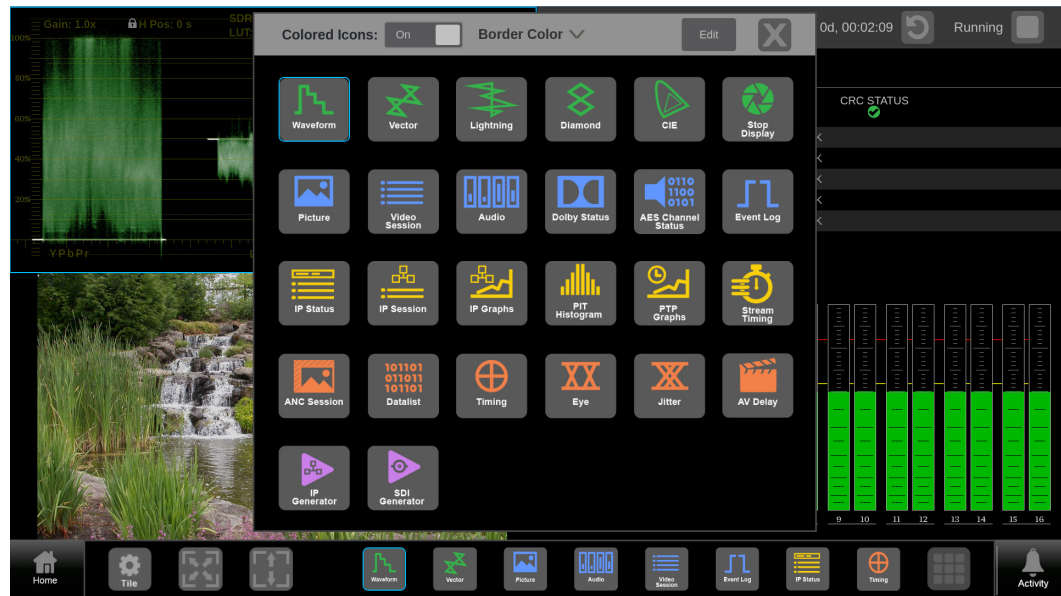 Gain: 1.0x
H Pos: 0 s
SDR
LUT:
100%
80%
60%
40%
20%
YPbPr
Colored Icons:
On
Border Color
Edit
X
0d, 00:02:09
Running
CRC STATUS
Waveform
Vector
Lightning
Diamond
CIE
Stop
Display
Picture
Video
Session
Audio
Dolby Status
0110
1100
0101
AES Channel
Status
Event Log
IP Status
IP Session
IP Graphs
PIT
Histogram
PTP
Graphs
Stream
Timing
ANC Session
101101
011011
101101
Datalist
Timing
Eye
Jitter
AV Delay
IP
Generator
SDI
Generator
9 10 11 12 13 14 15 16
Home
Tile
Waveform
Vector
Picture
Audio
Video
Session
Event Log
IP Status
Timing
Activity